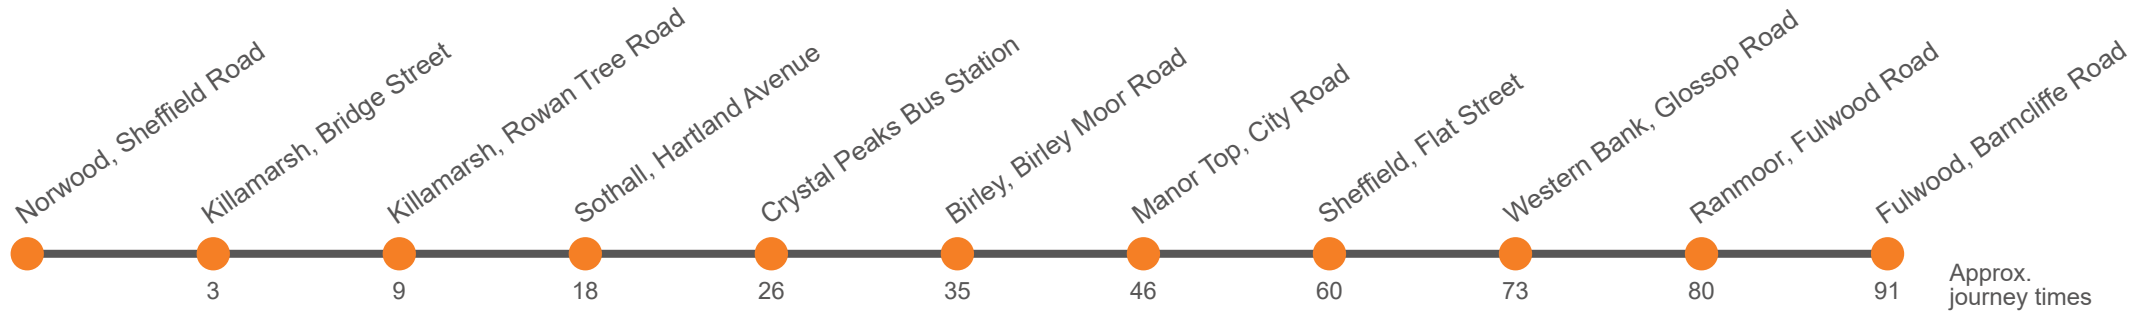 Norwood, Sheffield Road
Killamarsh, Bridge Street
Killamarsh, Rowan Tree Road
Sothall, Hartland Avenue
Crystal Peaks Bus Station
Birley, Birley Moor Road
Manor Top, City Road
Sheffield, Flat Street
Western Bank, Glossop Road
Ranmoor, Fulwood Road
Fulwood, Barncliffe Road
3
9
18
26
35
46
60
73
80
91
Approx.
journey times